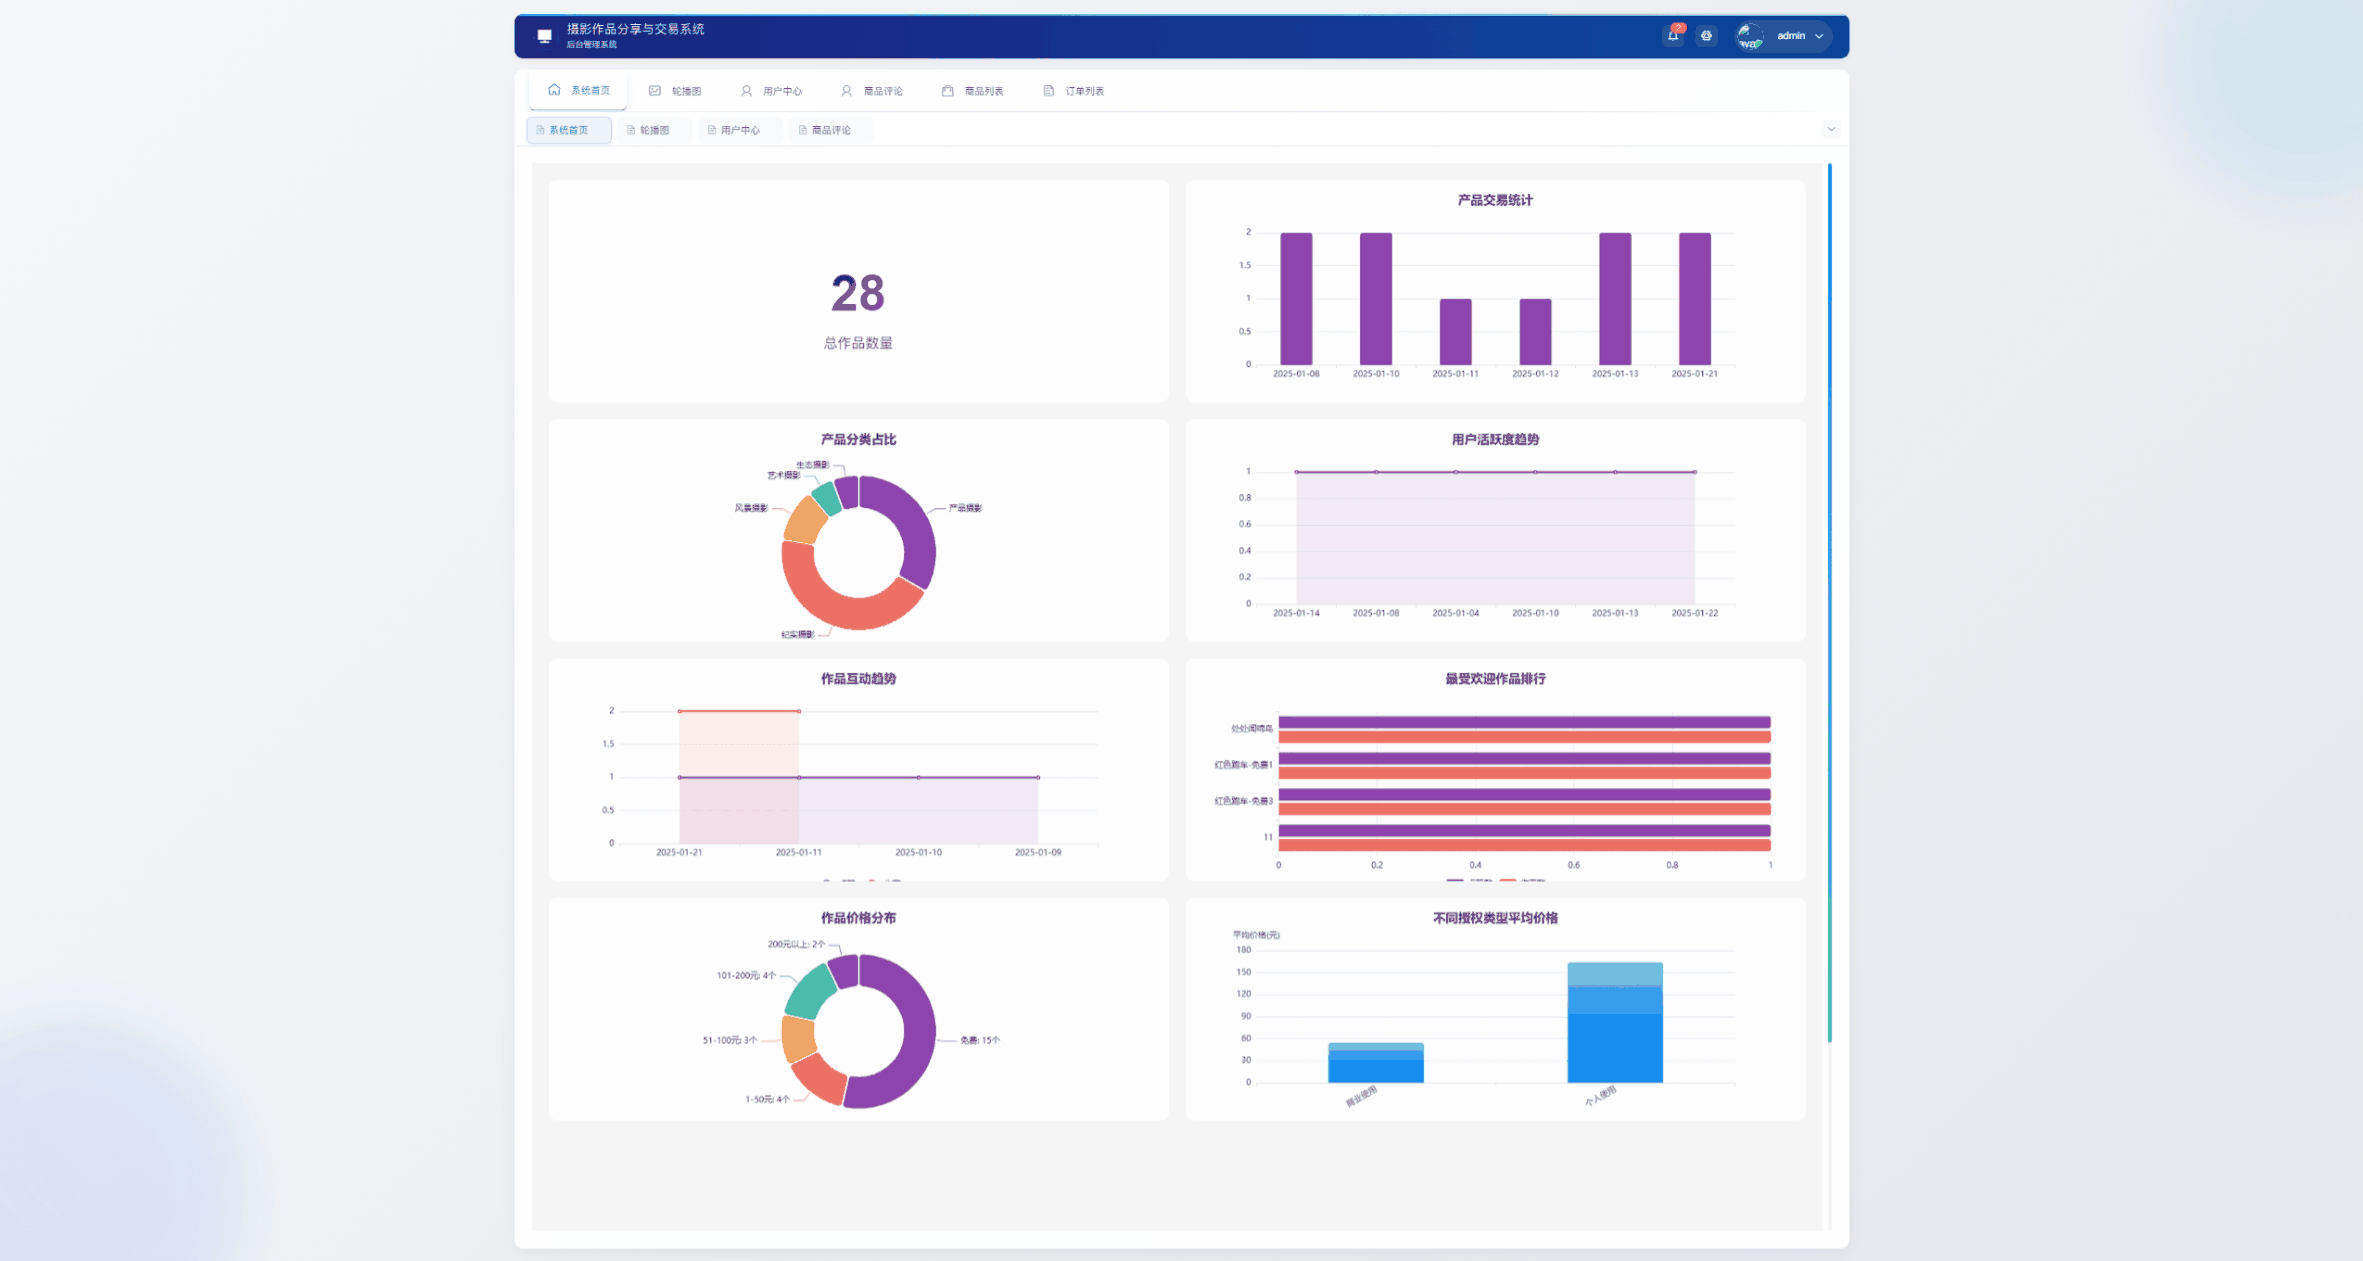 摄影作品分享与交易系统
后台管理系统
2
admin
系统首页
轮播图
用户中心
商品评论
商品列表
订单列表
系统首页
轮播图
用户中心
商品评论
28
总作品数量
产品交易统计
2
1.5
1
0.5
0
2025-01-08
2025-01-10
2025-01-11
2025-01-12
2025-01-13
2025-01-21
产品分类占比
生态摄影
艺术摄影
风景摄影
产品摄影
纪实摄影
用户活跃度趋势
1
0.8
0.6
0.4
0.2
0
2025-01-14
2025-01-08
2025-01-04
2025-01-10
2025-01-13
2025-01-22
作品互动趋势
2
1.5
1
0.5
0
2025-01-21
2025-01-11
2025-01-10
2025-01-09
最受欢迎作品排行
处处闻啼鸟
红色跑车-免费1
红色跑车-免费3
11
0
0.2
0.4
0.6
0.8
1
作品价格分布
200元以上: 2个
101-200元: 4个
51-100元: 3个
免费: 15个
1-50元: 4个
不同授权类型平均价格
平均价格(元)
180
150
120
90
60
30
0
商业使用
个人使用